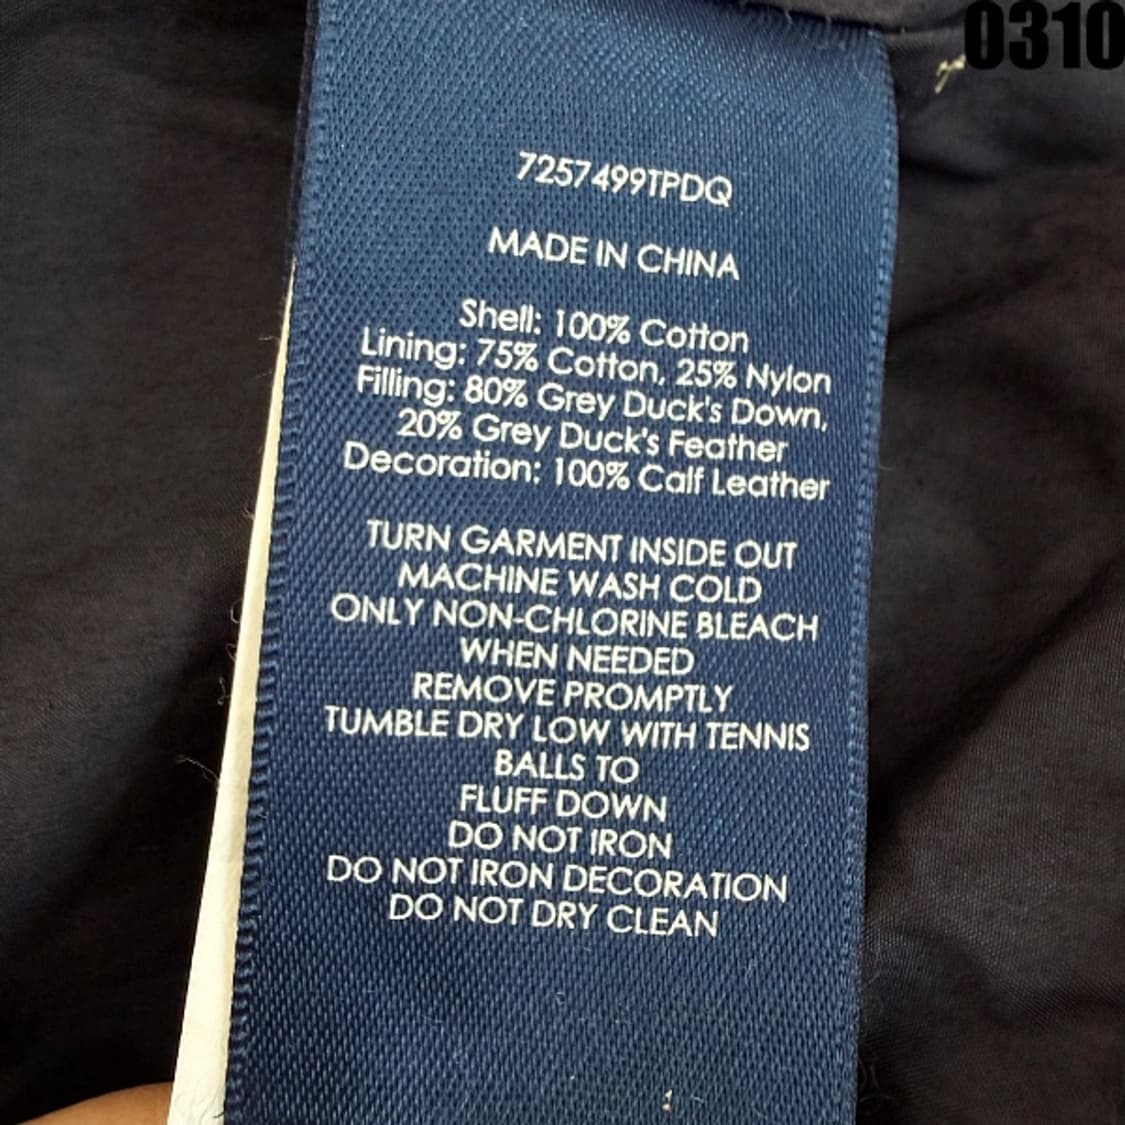 0310
7257499TPDQ
MADE IN CHINA
Shell: 100% Cotton
Lining: 75% Cotton, 25% Nylon
Filling: 80% Grey Duck's Down,
20% Grey Duck's Feather
Decoration: 100% Calf Leather
TURN GARMENT INSIDE OUT
MACHINE WASH COLD
ONLY NON-CHLORINE BLEACH
WHEN NEEDED
REMOVE PROMPTLY
TUMBLE DRY LOW WITH TENNIS
BALLS TO
FLUFF DOWN
DO NOT IRON
DO NOT IRON DECORATION
DO NOT DRY CLEAN